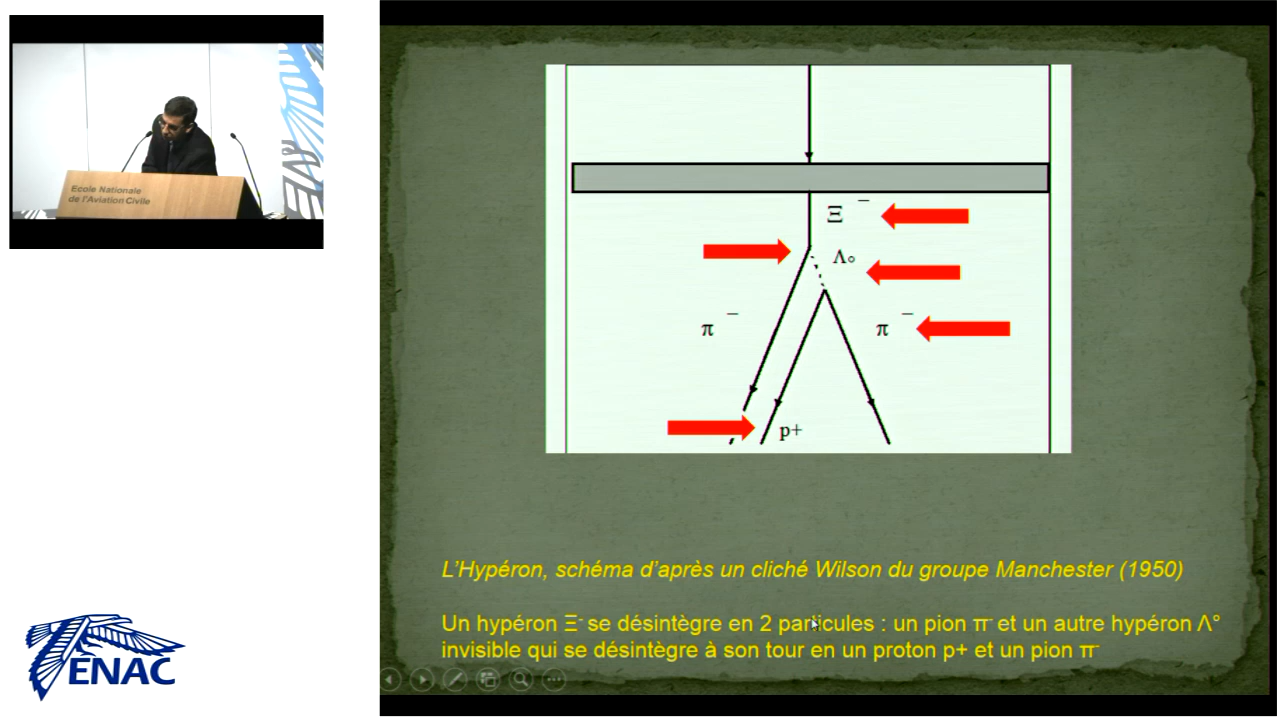 Ecole Nationale
de l'Aviation Civile
Ξ⁻
Λ°
π⁻
π⁻
p+
L'Hypéron, schéma d'après un cliché Wilson du groupe Manchester (1950)
Un hypéron Ξ⁻ se désintègre en 2 particules : un pion π⁻ et un autre hypéron Λ°
invisible qui se désintègre à son tour en un proton p+ et un pion π⁻
ENAC